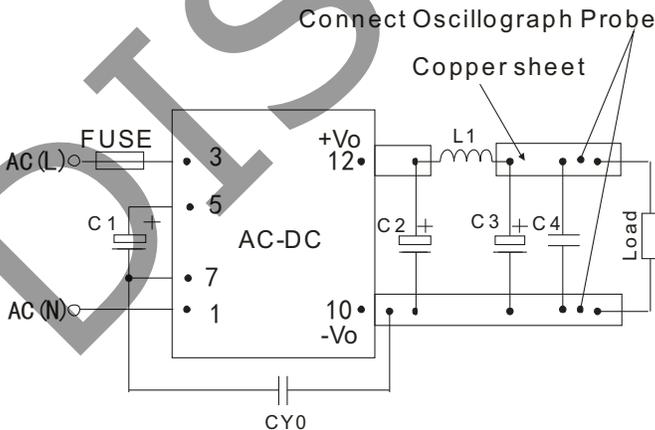 DIS
Connect Oscillograph Probe
Copper sheet
FUSE
AC(L)
3
+Vo
12
L1
5
C1
+
AC-DC
C2
+
C3
+
C4
Load
7
AC(N)
1
10
-Vo
CY0